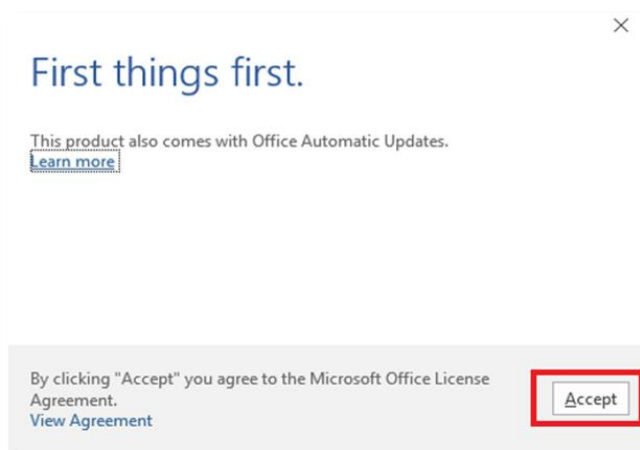 First things first.
This product also comes with Office Automatic Updates.
Learn more
By clicking "Accept" you agree to the Microsoft Office License
Agreement.
View Agreement
Accept